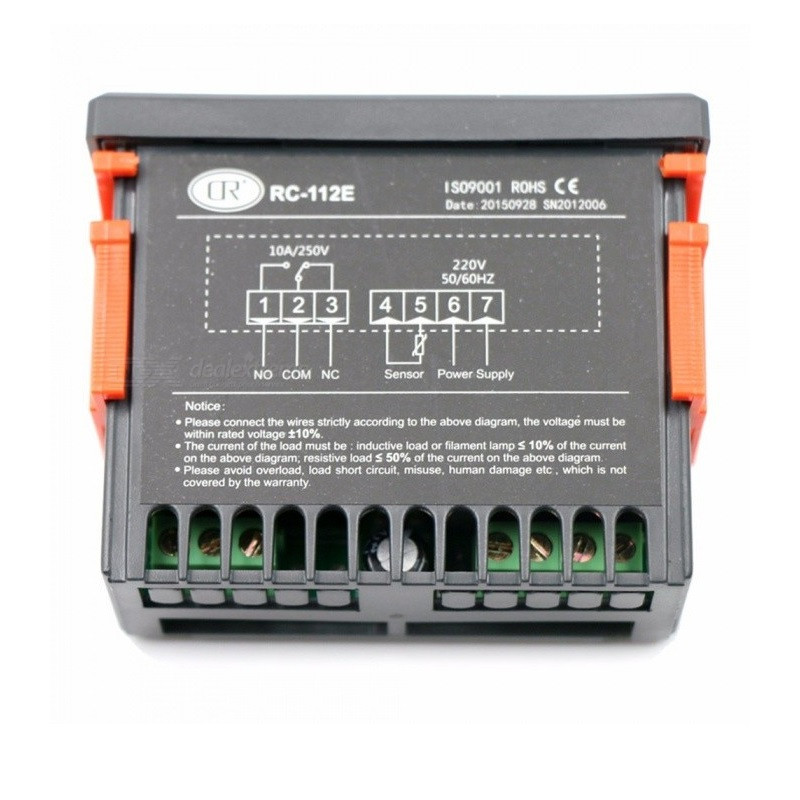 CR® RC-112E
ISO9001 ROHS CE
Date:20150928 SN2012006
10A/250V
220V
50/60HZ
1 2 3 4 5 6 7
NO COM NC Sensor Power Supply
Notice:
• Please connect the wires strictly according to the above diagram, the voltage must be
within rated voltage ±10%.
• The current of the load must be : inductive load or filament lamp ≤ 10% of the current
on the above diagram; resistive load ≤ 50% of the current on the above diagram.
• Please avoid overload, load short circuit, misuse, human damage etc., which is not
covered by the warranty.